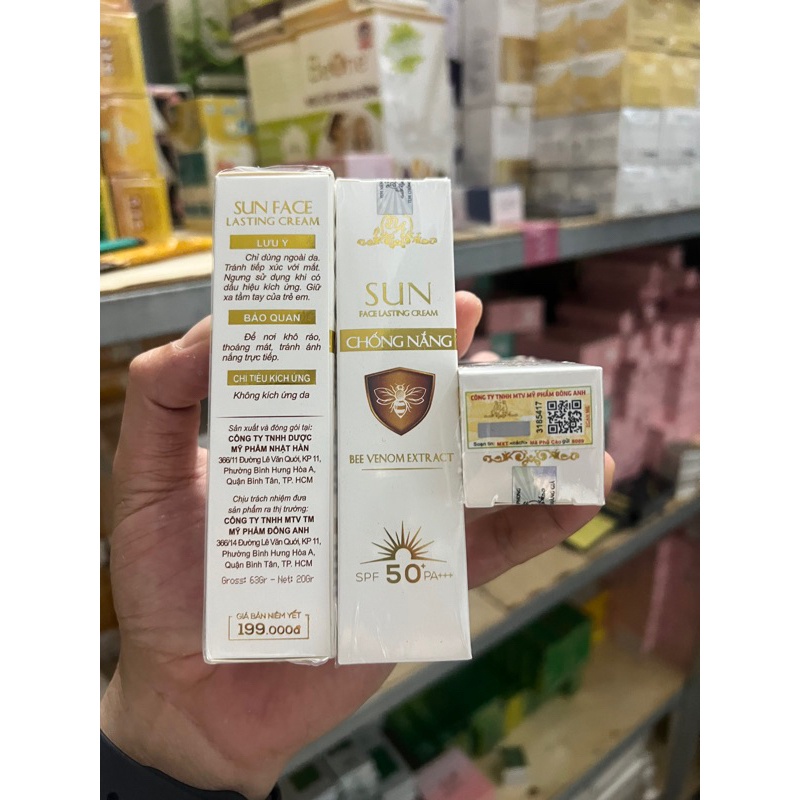 SUN FACE
LASTING CREAM
LƯU Ý
Chỉ dùng ngoài da.
Tránh tiếp xúc với mắt.
Ngưng sử dụng khi có
dấu hiệu kích ứng. Giữ
xa tầm tay của trẻ em.
BẢO QUẢN
Để nơi khô ráo,
thoáng mát, tránh ánh
nắng trực tiếp.
CHỈ TIÊU KÍCH ỨNG
Không kích ứng da
Sản xuất và đóng gói tại:
CÔNG TY TNHH DƯỢC
MỸ PHẨM NHẬT HÀN
366/11 Đường Lê Văn Quới, KP 11,
Phường Bình Hưng Hòa A,
Quận Bình Tân, TP. HCM
Chịu trách nhiệm đưa
sản phẩm ra thị trường:
CÔNG TY TNHH MTV TM
MỸ PHẨM ĐÔNG ANH
366/14 Đường Lê Văn Quới, KP 11,
Phường Bình Hưng Hòa A,
Quận Bình Tân, TP. HCM
Gross: 63Gr - Net: 20Gr
GIÁ BÁN NIÊM YẾT
199.000đ
SUN
FACE LASTING CREAM
CHỐNG NẮNG
BEE VENOM EXTRACT
SPF 50+ PA+++
CÔNG TY TNHH MTV MỸ PHẨM ĐÔNG ANH
3165417
BeOne